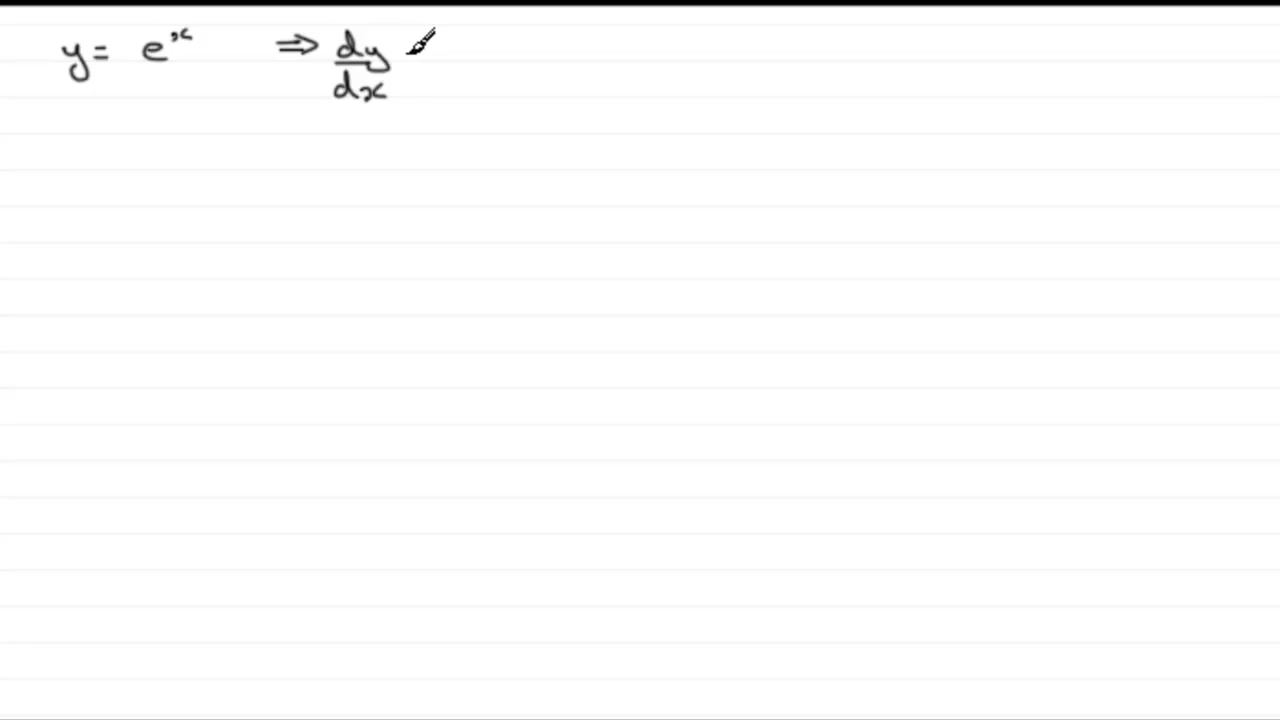 y = e^x ⇒ dy/dx